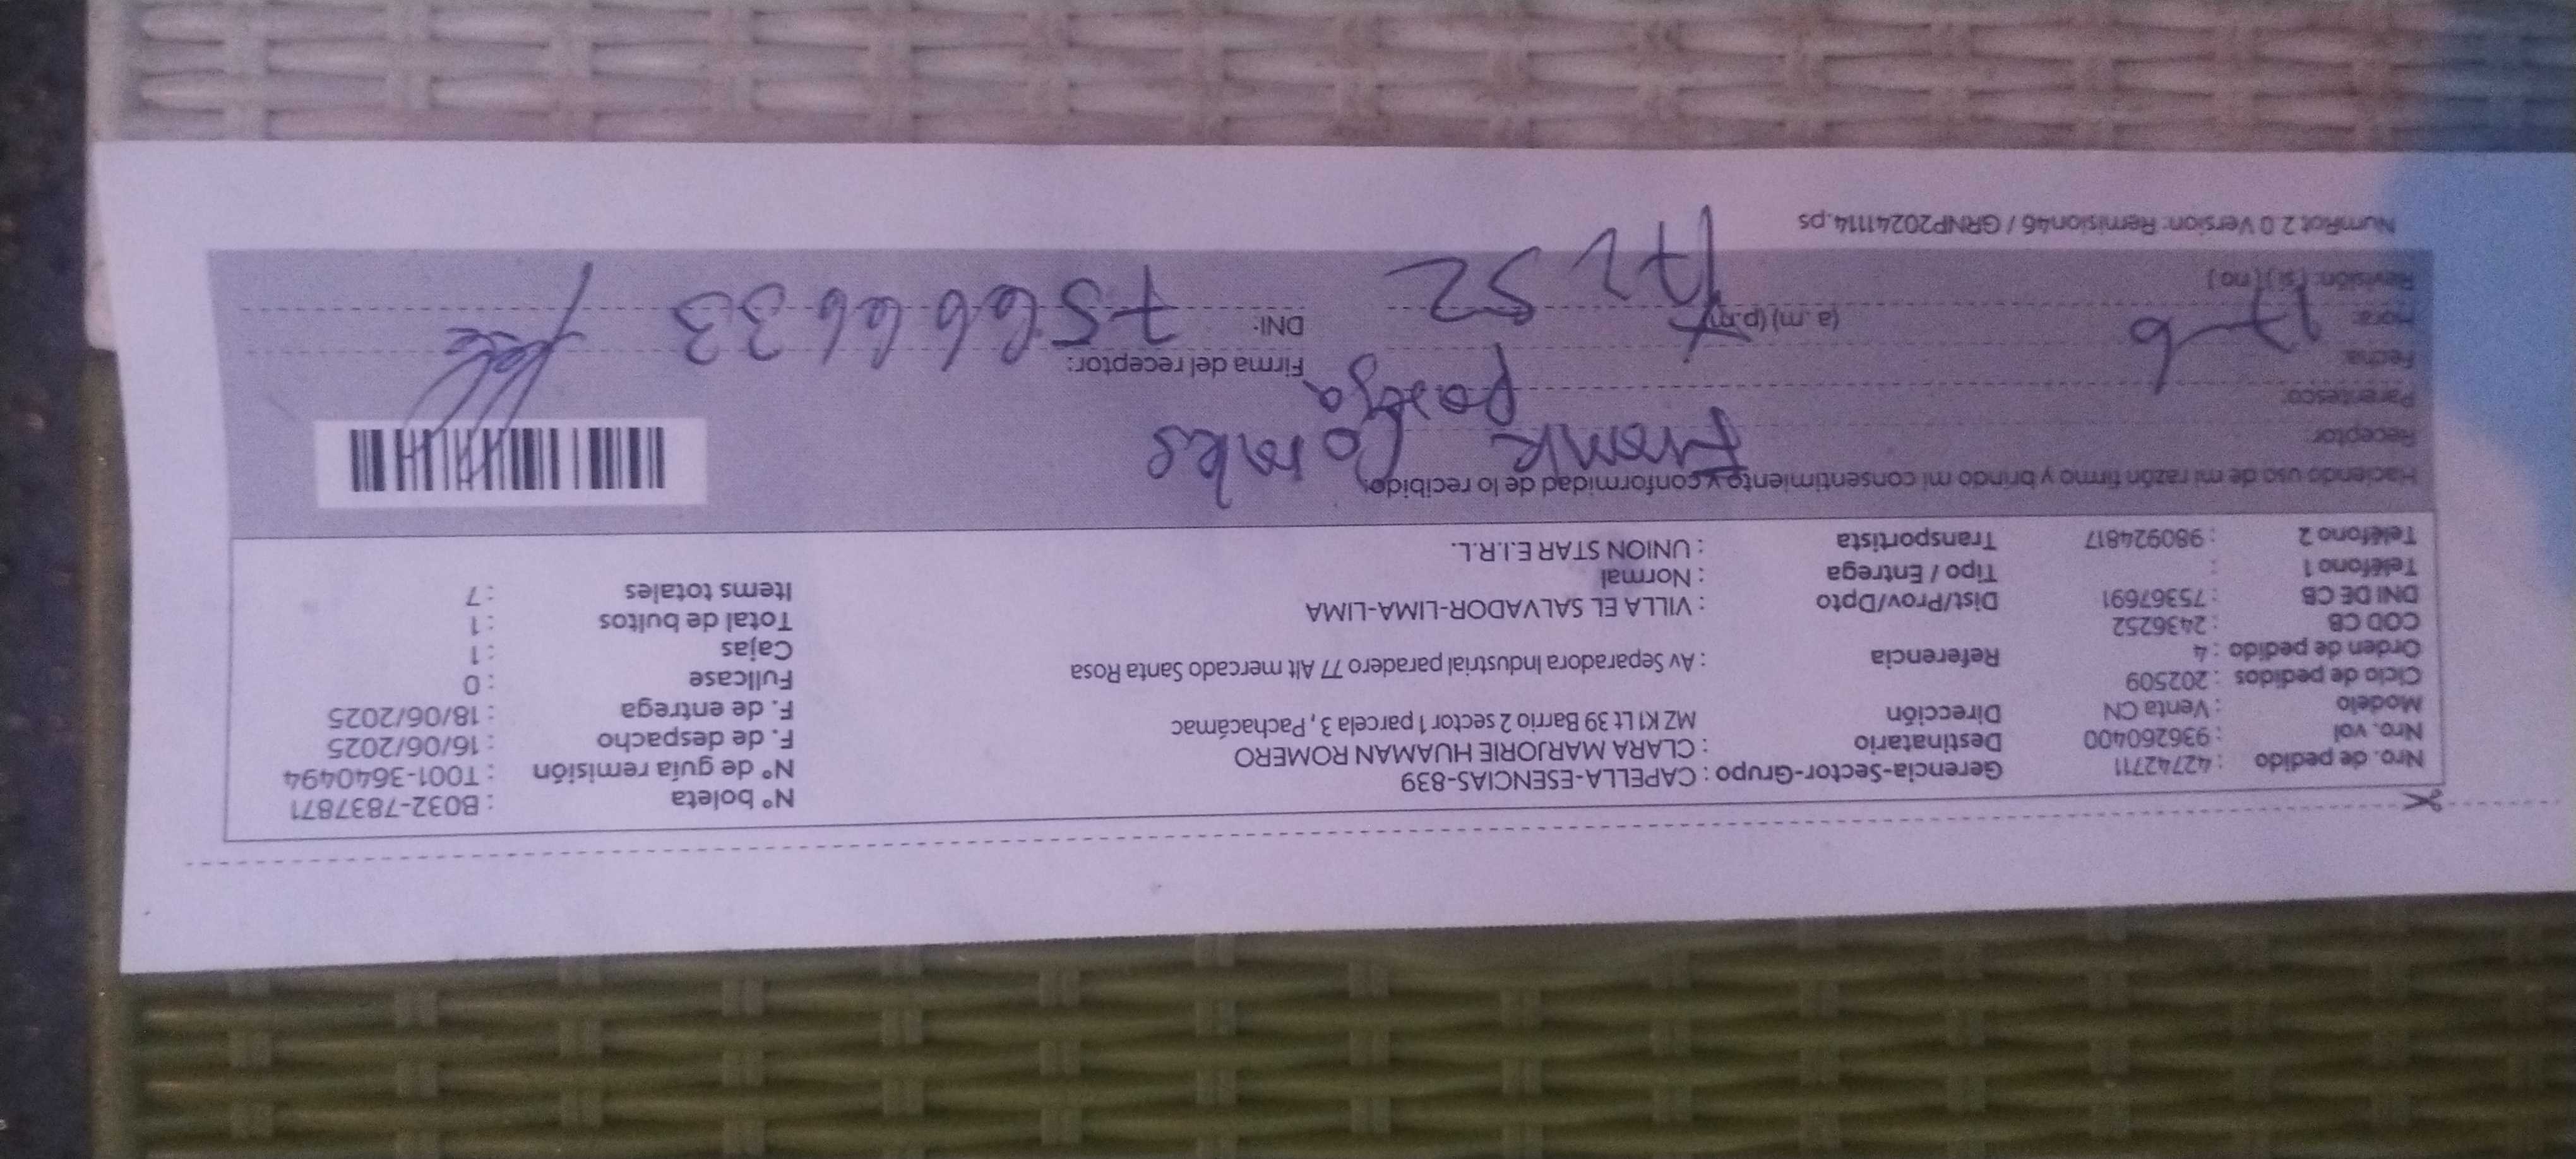 Nro. de pedido : 42742711 Gerencia-Sector-Grupo : CAPELLA-ESENCIAS-839 N° boleta : B032-7837871
Nro. vol : 936260400 Destinatario : CLARA MARJORIE HUAMAN ROMERO N° de guía remisión : T001-3640494
Modelo : Venta CN Dirección MZ K1 Lt 39 Barrio 2 sector 1 parcela 3, Pachacámac F. de despacho : 16/06/2025
Ciclo de pedidos : 202509 F. de entrega : 18/06/2025
Orden de pedido : 4 Referencia : Av Separadora Industrial paradero 77 Alt mercado Santa Rosa Fullcase : 0
COD CB : 2436252 Cajas : 1
DNI DE CB : 75367691 Dist/Prov/Dpto : VILLA EL SALVADOR-LIMA-LIMA Total de bultos : 1
Teléfono 1 : Tipo / Entrega : Normal Items totales : 7
Teléfono 2 : 980924817 Transportista : UNION STAR E.I.R.L.
Haciendo uso de mi razón firmo y brindo mi consentimiento y conformidad de lo recibido.
Receptor: Frank
Parentesco: Pareja
Fecha: 17-6 Firma del receptor:
Hora: (a.m) (p.m) 52 DNI: 75666633
Revisión: (si) (no)
NumRot 2.0 Version: Remision46 / GRNP20241114.ps